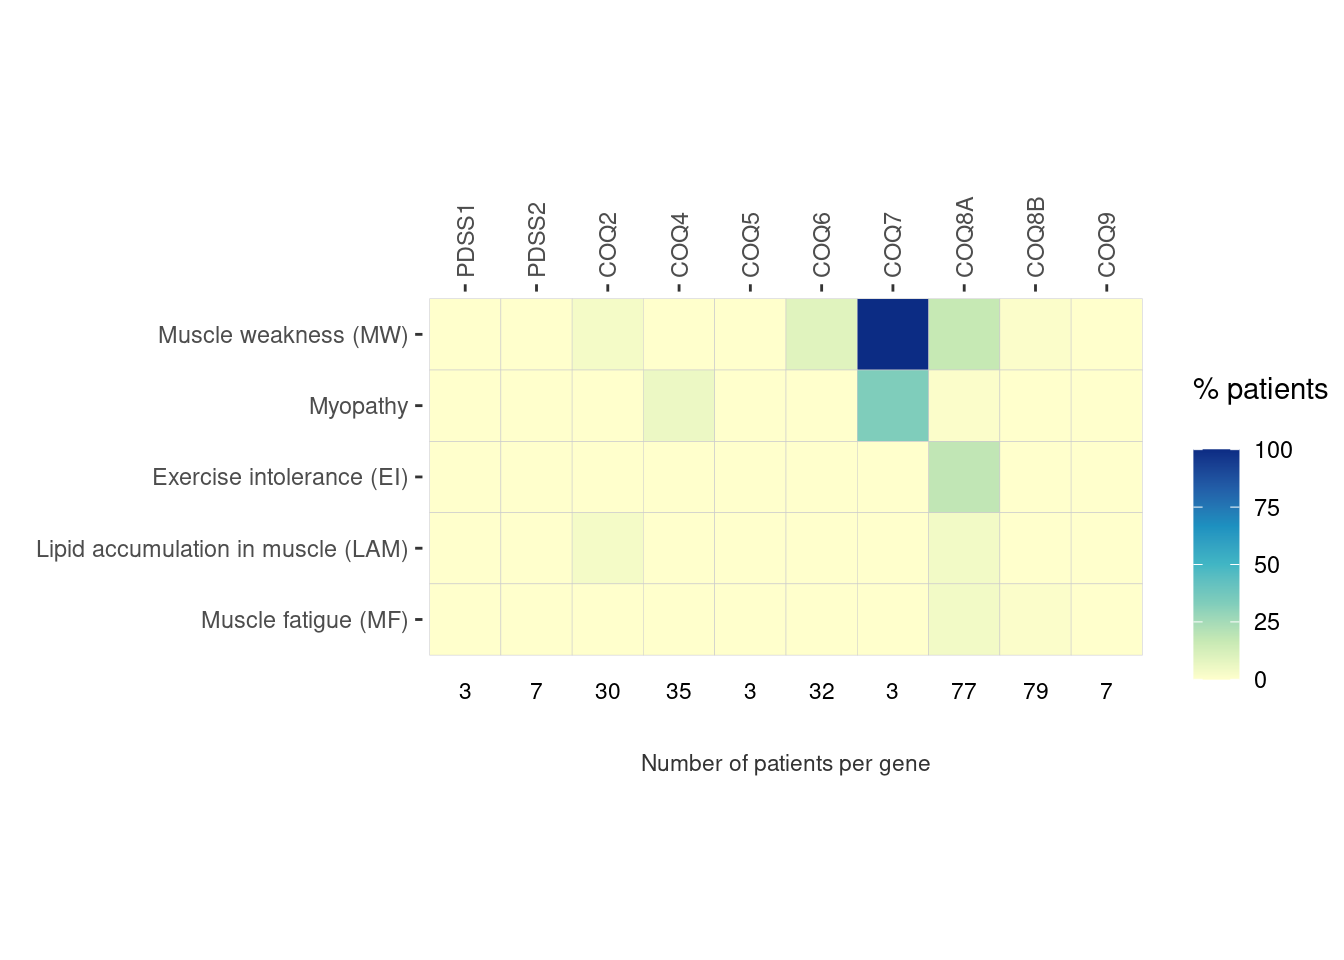 PDSS1 PDSS2 COQ2 COQ4 COQ5 COQ6 COQ7 COQ8A COQ8B COQ9
Muscle weakness (MW)
Myopathy
Exercise intolerance (EI)
Lipid accumulation in muscle (LAM)
Muscle fatigue (MF)
3 7 30 35 3 32 3 77 79 7
Number of patients per gene
% patients
100
75
50
25
0